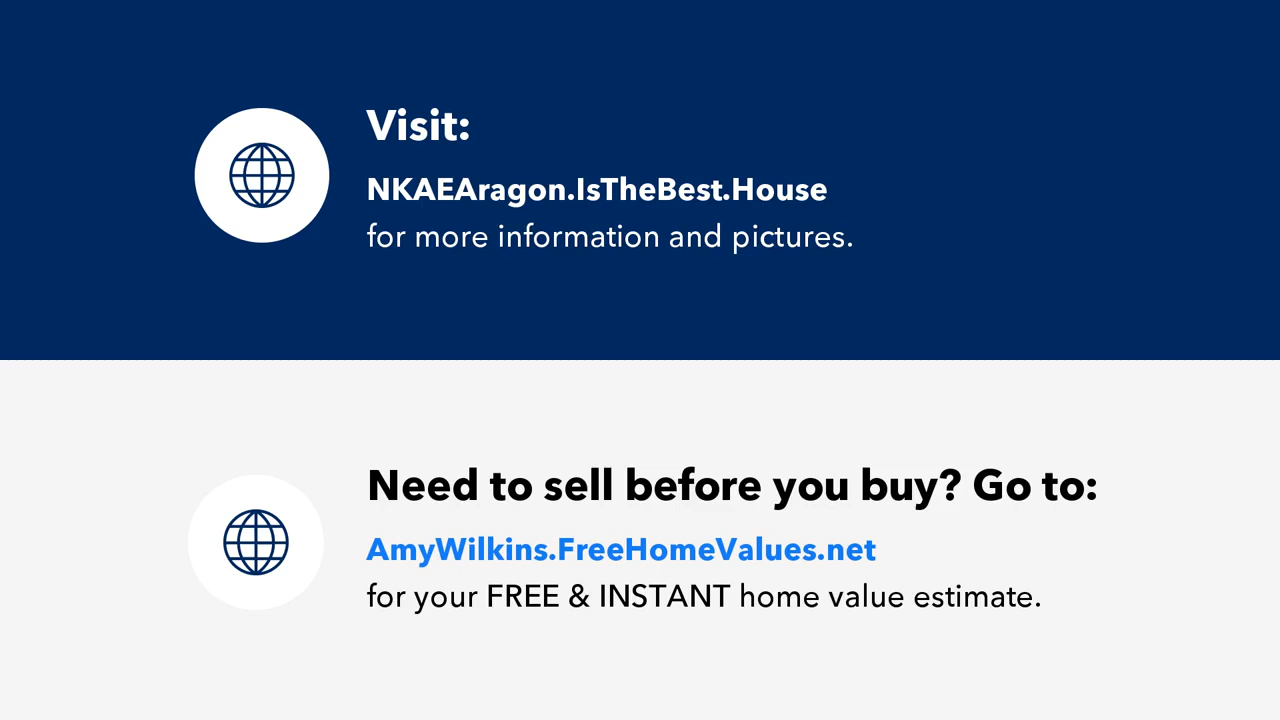 Visit:
NKAEAragon.IsTheBest.House
for more information and pictures.
Need to sell before you buy? Go to:
AmyWilkins.FreeHomeValues.net
for your FREE & INSTANT home value estimate.